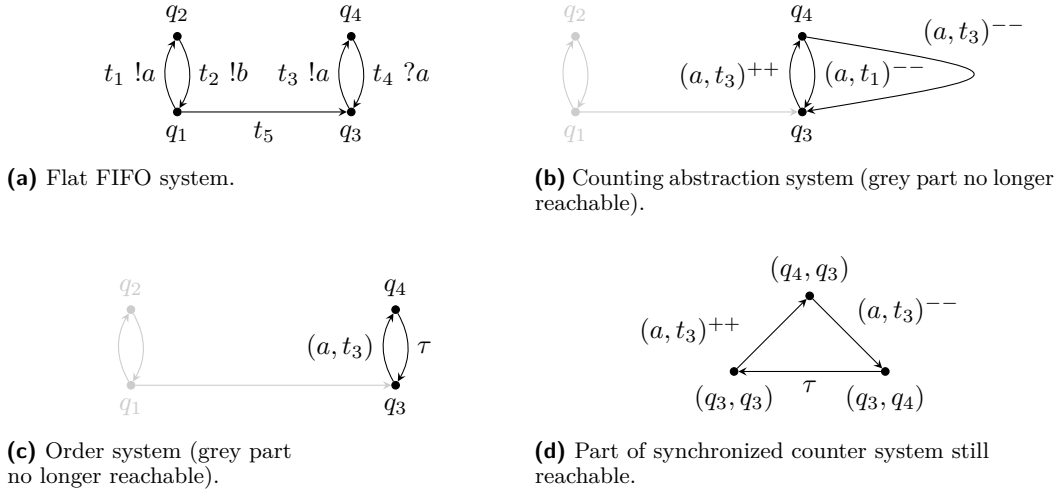 q₂ q₄
t₁ !a t₂ !b t₃ !a t₄ ?a
q₁ t₅ q₃
(a) Flat FIFO system.
q₂ q₄ (a, t₃)⁻⁻
(a, t₃)⁺⁺ (a, t₁)⁻⁻
q₁ q₃
(b) Counting abstraction system (grey part no longer
reachable).
q₂ q₄
(a, t₃) τ
q₁ q₃
(c) Order system (grey part
no longer reachable).
(q₄, q₃)
(a, t₃)⁺⁺ (a, t₃)⁻⁻
(q₃, q₃) τ (q₃, q₄)
(d) Part of synchronized counter system still
reachable.